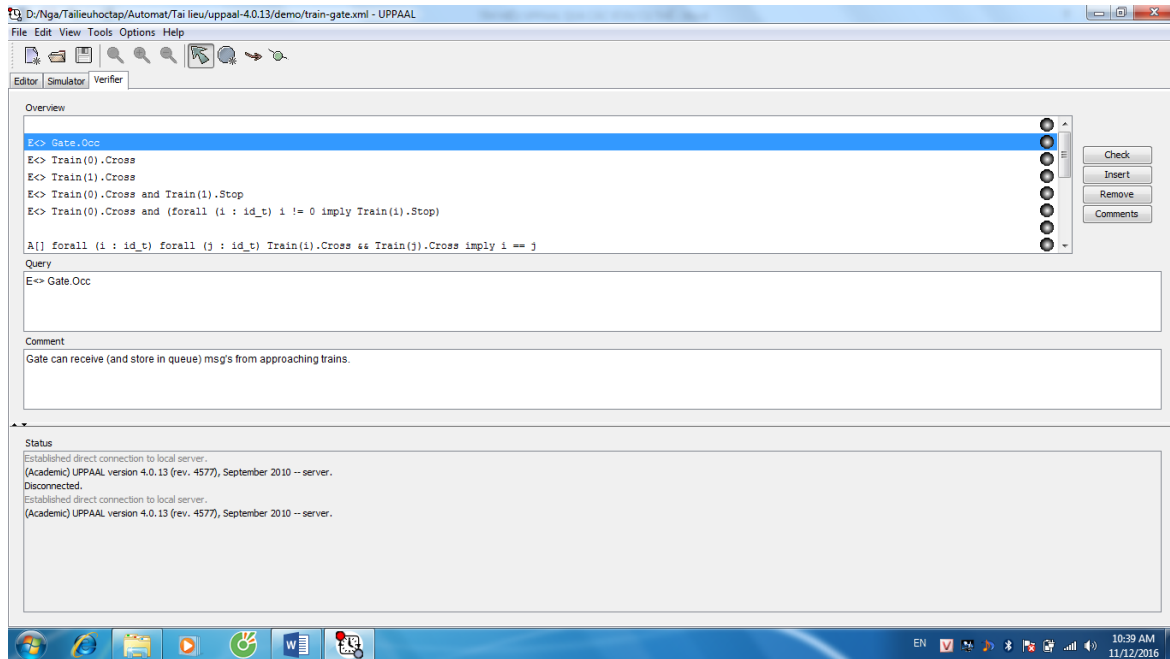 D:/Nga/Tailieuhoctap/Automat/Tai lieu/uppaal-4.0.13/demo/train-gate.xml - UPPAAL
File Edit View Tools Options Help
Editor Simulator Verifier
Overview
E<> Gate.Occ
E<> Train(0).Cross
Check
E<> Train(1).Cross
Insert
E<> Train(0).Cross and Train(1).Stop
Remove
E<> Train(0).Cross and (forall (i : id_t) i != 0 imply Train(i).Stop)
Comments
A[] forall (i : id_t) forall (j : id_t) Train(i).Cross && Train(j).Cross imply i == j
Query
E<> Gate.Occ
Comment
Gate can receive (and store in queue) msg's from approaching trains.
Status
Established direct connection to local server.
(Academic) UPPAAL version 4.0.13 (rev. 4577), September 2010 -- server.
Disconnected.
Established direct connection to local server.
(Academic) UPPAAL version 4.0.13 (rev. 4577), September 2010 -- server.
EN
10:39 AM
11/12/2016